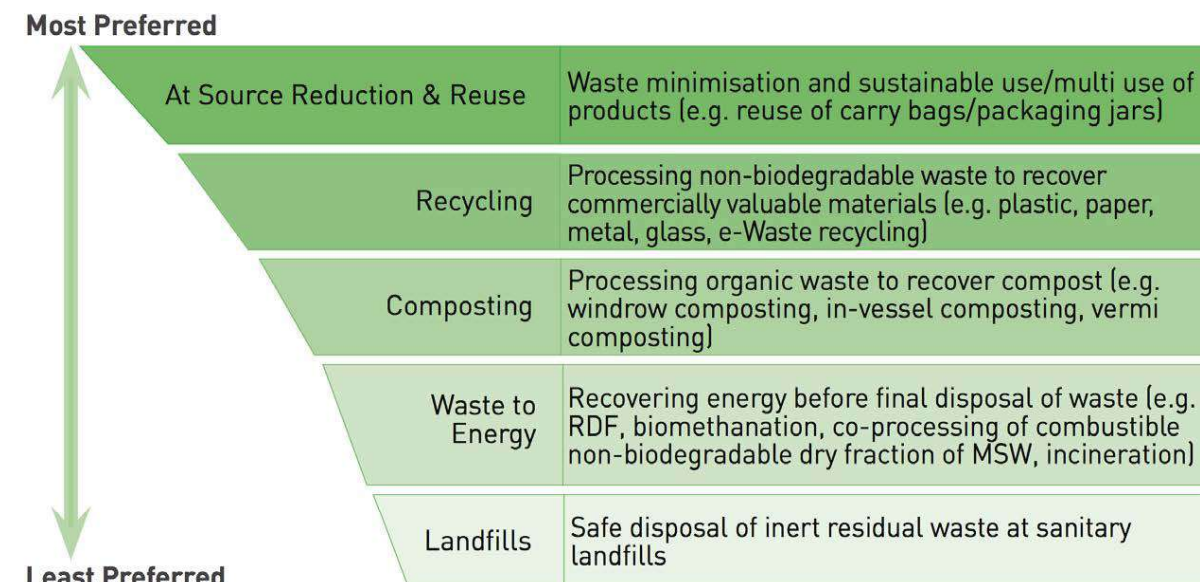 Most Preferred
At Source Reduction & Reuse
Waste minimisation and sustainable use/multi use of
products (e.g. reuse of carry bags/packaging jars)
Recycling
Processing non-biodegradable waste to recover
commercially valuable materials (e.g. plastic, paper,
metal, glass, e-Waste recycling)
Composting
Processing organic waste to recover compost (e.g.
windrow composting, in-vessel composting, vermi
composting)
Waste to
Energy
Recovering energy before final disposal of waste (e.g.
RDF, biomethanation, co-processing of combustible
non-biodegradable dry fraction of MSW, incineration)
Landfills
Safe disposal of inert residual waste at sanitary
landfills
Least Preferred